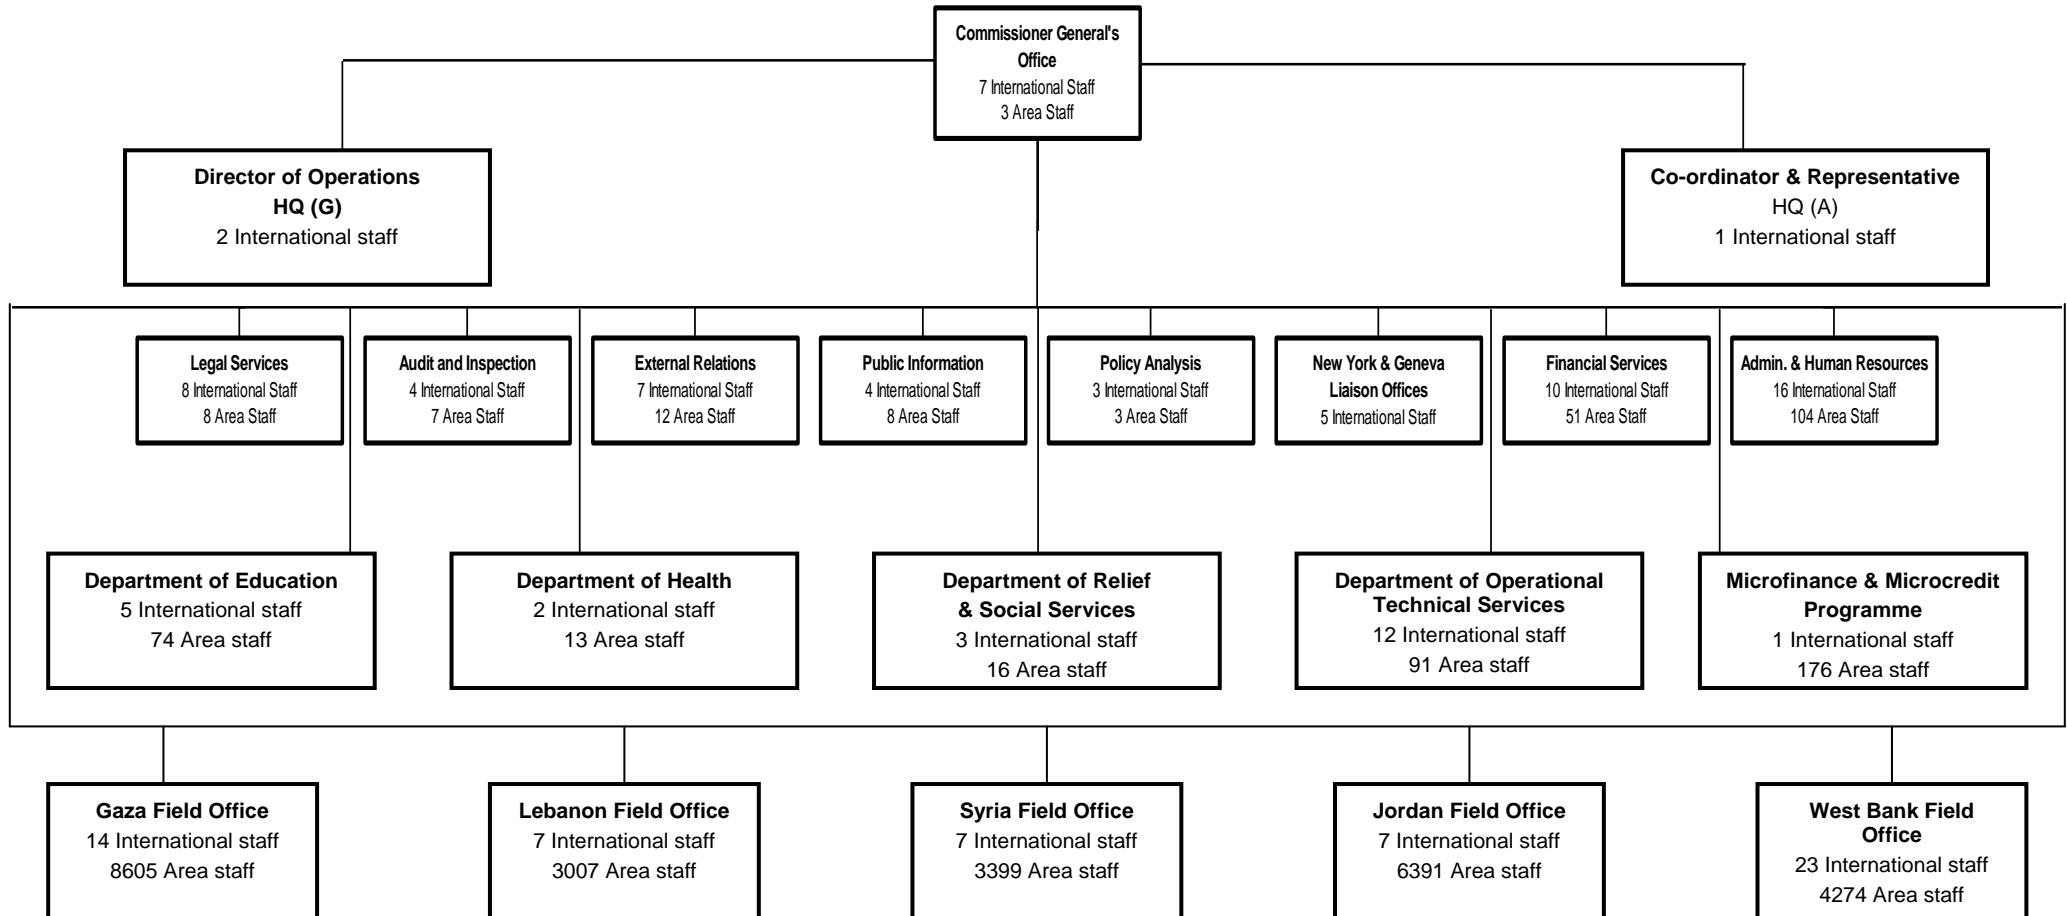 Commissioner General's
Office
7 International Staff
3 Area Staff
Director of Operations
HQ (G)
2 International staff
Co-ordinator & Representative
HQ (A)
1 International staff
Legal Services
8 International Staff
8 Area Staff
Audit and Inspection
4 International Staff
7 Area Staff
External Relations
7 International Staff
12 Area Staff
Public Information
4 International Staff
8 Area Staff
Policy Analysis
3 International Staff
3 Area Staff
New York & Geneva
Liaison Offices
5 International Staff
Financial Services
10 International Staff
51 Area Staff
Admin. & Human Resources
16 International Staff
104 Area Staff
Department of Education
5 International staff
74 Area staff
Department of Health
2 International staff
13 Area staff
Department of Relief
& Social Services
3 International staff
16 Area staff
Department of Operational
Technical Services
12 International staff
91 Area staff
Microfinance & Microcredit
Programme
1 International staff
176 Area staff
Gaza Field Office
14 International staff
8605 Area staff
Lebanon Field Office
7 International staff
3007 Area staff
Syria Field Office
7 International staff
3399 Area staff
Jordan Field Office
7 International staff
6391 Area staff
West Bank Field
Office
23 International staff
4274 Area staff